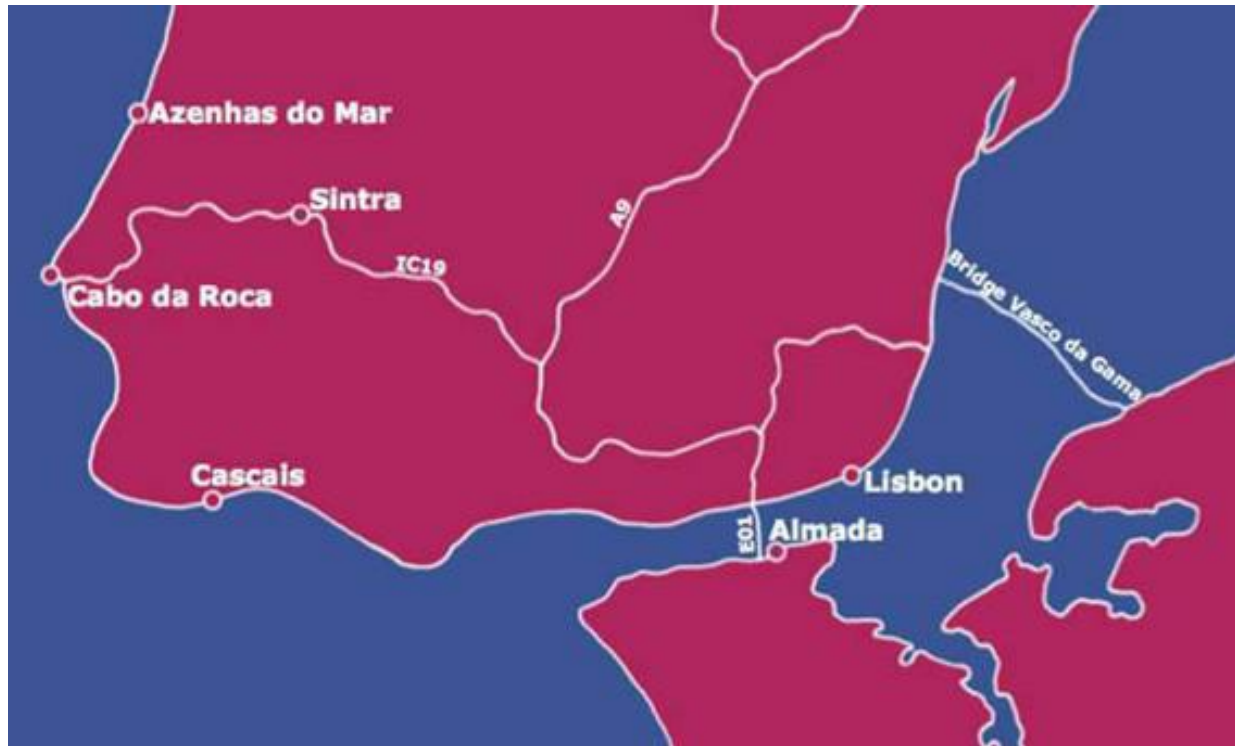 Azenhas do Mar
Sintra
A9
IC19
Bridge Vasco da Gama
Cabo da Roca
Cascais
Lisbon
E01
Almada